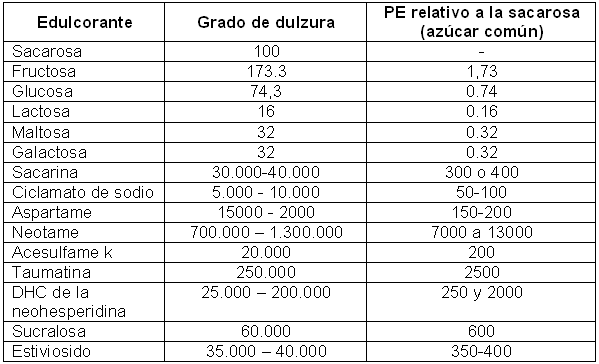 Edulcorante Grado de dulzura PE relativo a la sacarosa (azúcar común)
Sacarosa 100 -
Fructosa 173.3 1,73
Glucosa 74,3 0.74
Lactosa 16 0.16
Maltosa 32 0.32
Galactosa 32 0.32
Sacarina 30.000-40.000 300 o 400
Ciclamato de sodio 5.000 - 10.000 50-100
Aspartame 15000 - 2000 150-200
Neotame 700.000 – 1.300.000 7000 a 13000
Acesulfame k 20.000 200
Taumatina 250.000 2500
DHC de la neohesperidina 25.000 – 200.000 250 y 2000
Sucralosa 60.000 600
Estiviosido 35.000 – 40.000 350-400